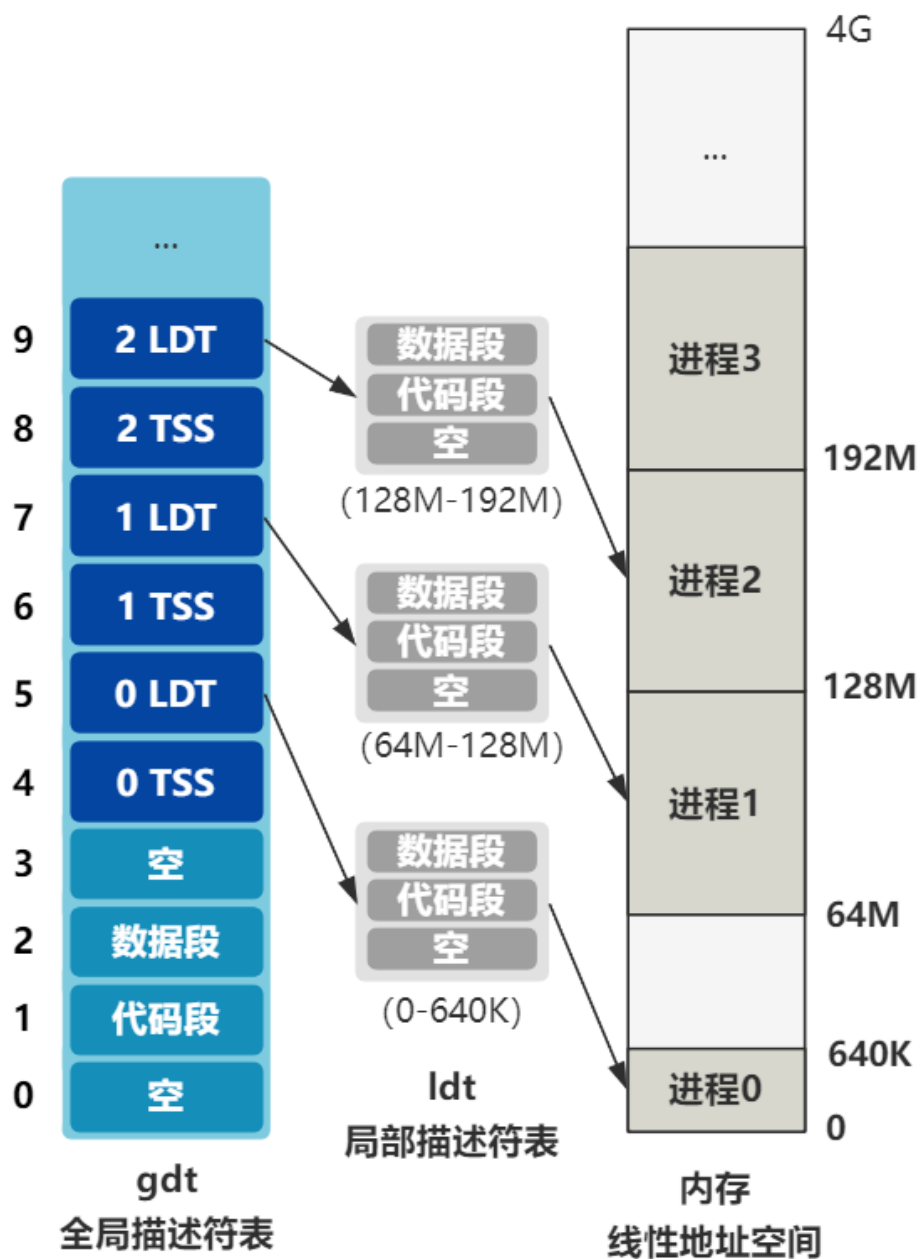 ...
9
2 LDT
8
2 TSS
7
1 LDT
6
1 TSS
5
0 LDT
4
0 TSS
3
空
2
数据段
1
代码段
0
空
gdt
全局描述符表
数据段
代码段
空
(128M-192M)
数据段
代码段
空
(64M-128M)
数据段
代码段
空
(0-640K)
ldt
局部描述符表
4G
...
进程3
192M
进程2
128M
进程1
64M
640K
进程0
0
内存
线性地址空间